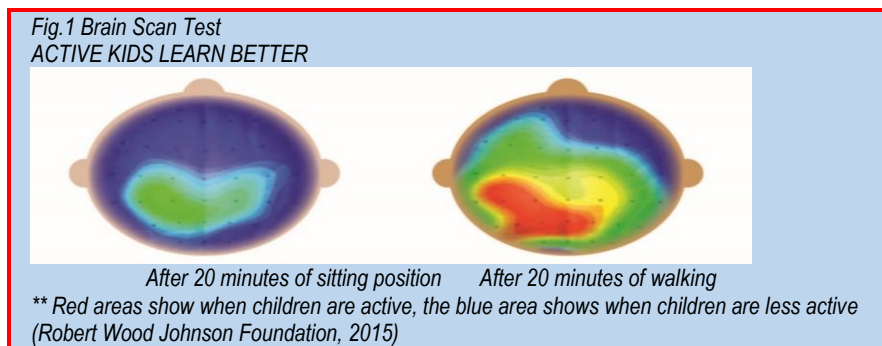 Fig.1 Brain Scan Test
ACTIVE KIDS LEARN BETTER
After 20 minutes of sitting position After 20 minutes of walking
** Red areas show when children are active, the blue area shows when children are less active
(Robert Wood Johnson Foundation, 2015)